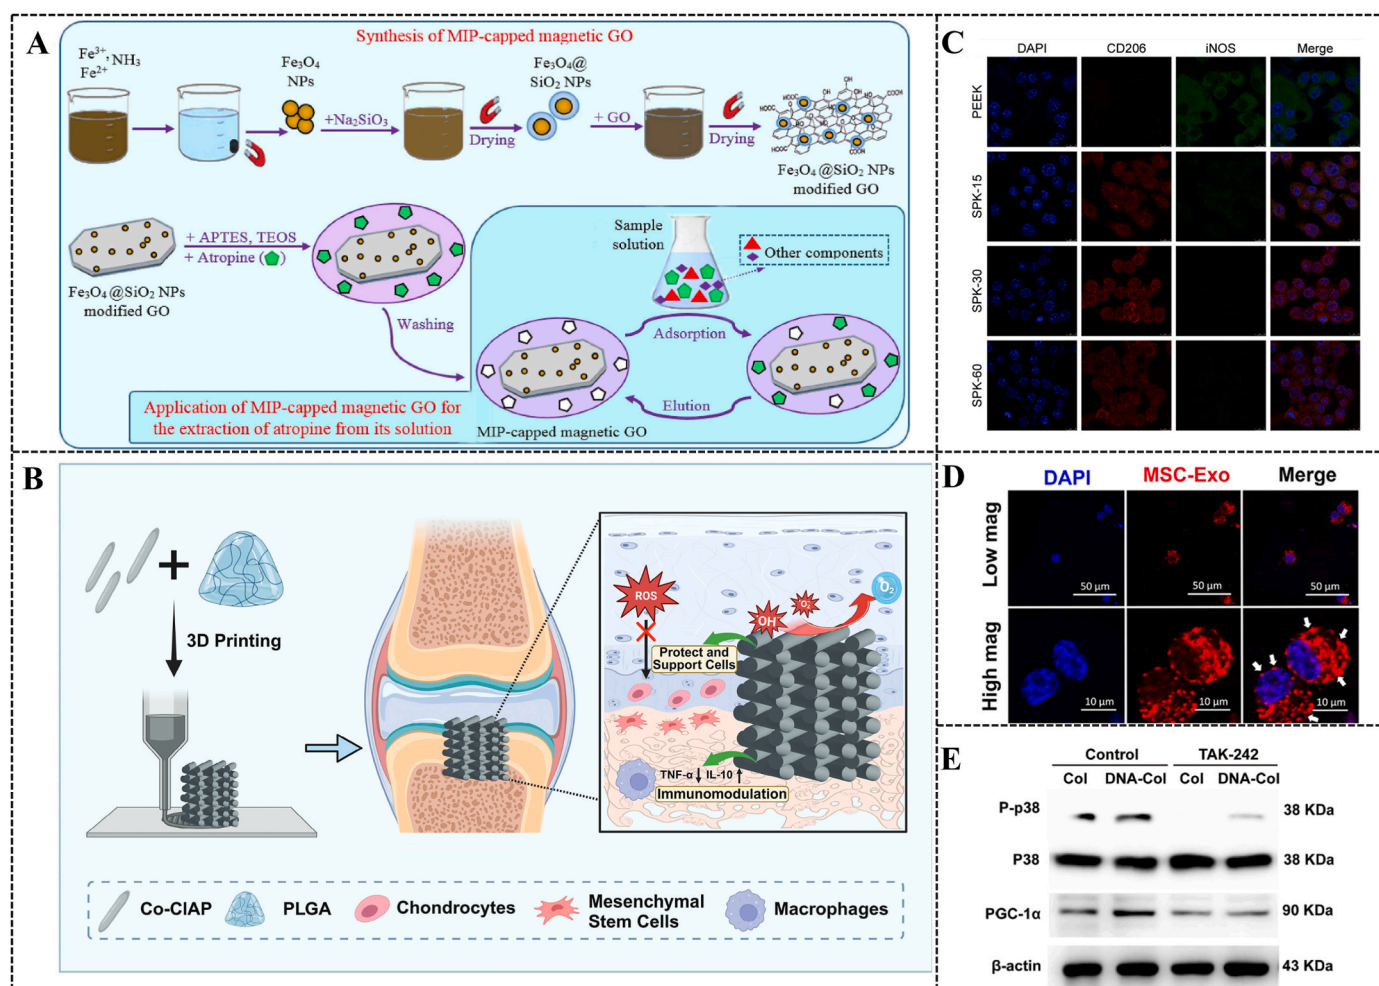 A
Synthesis of MIP-capped magnetic GO
Fe³⁺, NH₃
Fe²⁺
Fe₃O₄
NPs
+Na₂SiO₃
Drying
Fe₃O₄@
SiO₂ NPs
+ GO
Drying
Fe₃O₄@SiO₂ NPs
modified GO
+ APTES, TEOS
+ Atropine ( )
Fe₃O₄@SiO₂ NPs
modified GO
Washing
Sample
solution
Other components
Adsorption
Elution
MIP-capped magnetic GO
Application of MIP-capped magnetic GO for
the extraction of atropine from its solution
B
3D Printing
ROS
OH
O₂
Protect and
Support Cells
TNF-α IL-10
Immunomodulation
Co-CIAP
PLGA
Chondrocytes
Mesenchymal
Stem Cells
Macrophages
C
DAPI CD206 iNOS Merge
PEEK
SPK-15
SPK-30
SPK-60
D
DAPI MSC-Exo Merge
Low mag
50 µm 50 µm 50 µm
High mag
10 µm 10 µm 10 µm
E
Control TAK-242
Col DNA-Col Col DNA-Col
P-p38 38 KDa
P38 38 KDa
PGC-1α 90 KDa
β-actin 43 KDa